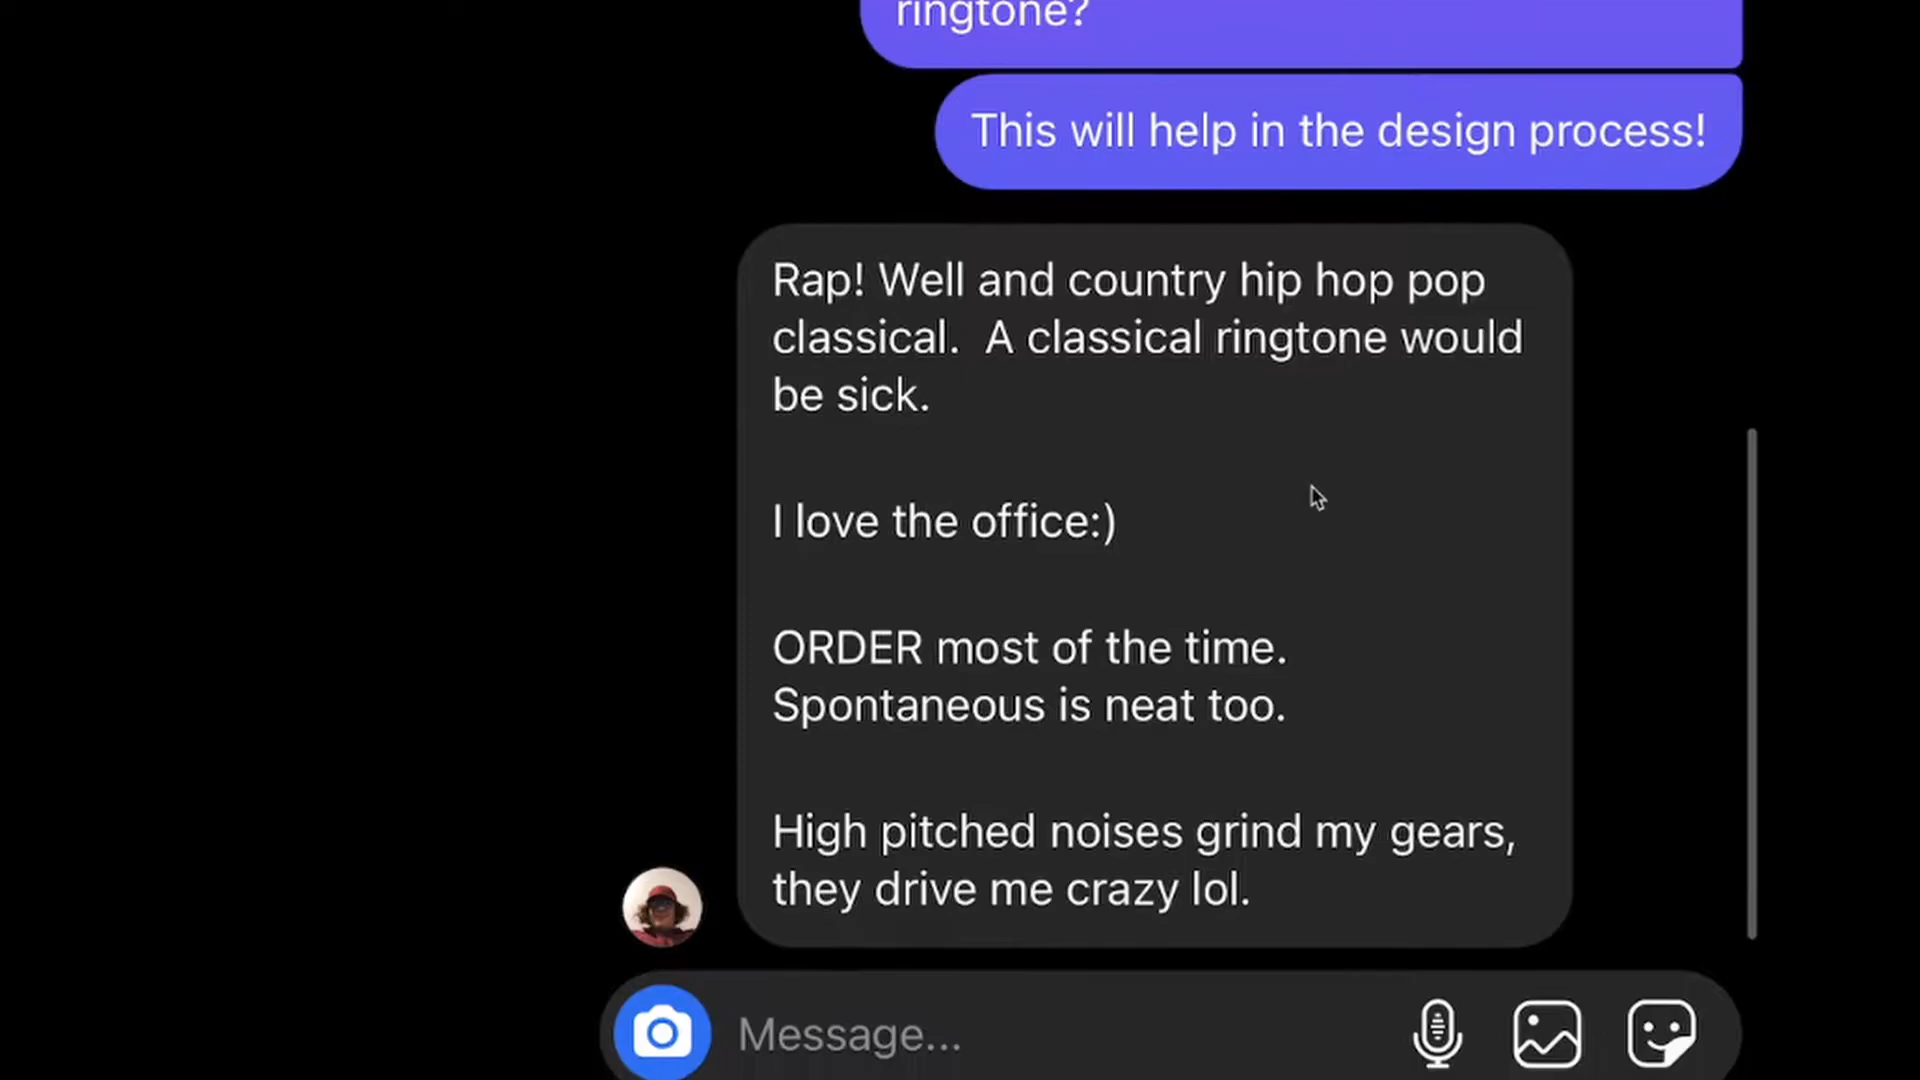 ringtone?
This will help in the design process!
Rap! Well and country hip hop pop
classical.  A classical ringtone would
be sick.
I love the office:)
ORDER most of the time.
Spontaneous is neat too.
High pitched noises grind my gears,
they drive me crazy lol.
Message...